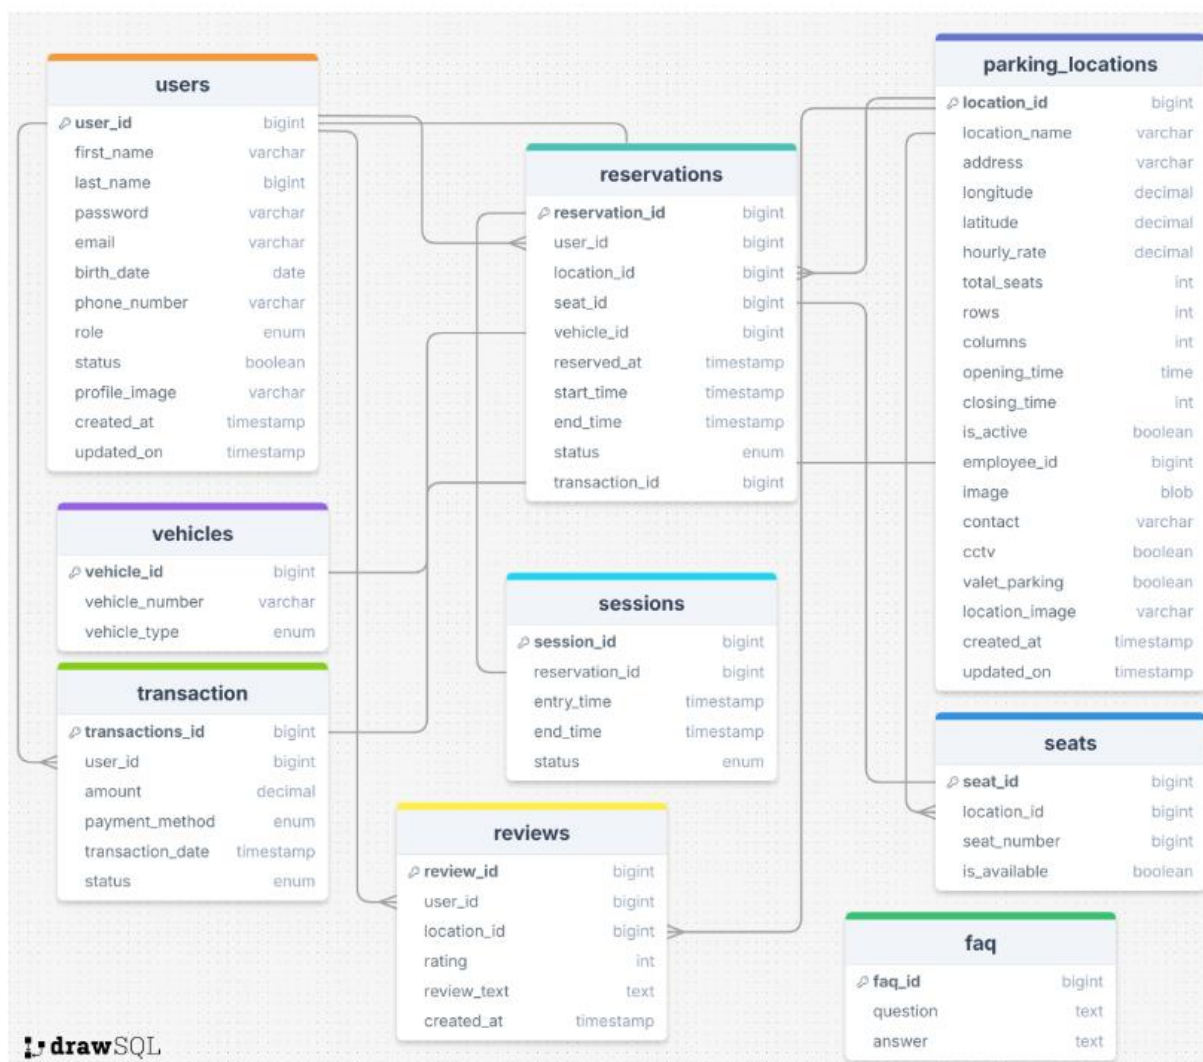 users
user_id bigint
first_name varchar
last_name bigint
password varchar
email varchar
birth_date date
phone_number varchar
role enum
status boolean
profile_image varchar
created_at timestamp
updated_on timestamp
vehicles
vehicle_id bigint
vehicle_number varchar
vehicle_type enum
transaction
transactions_id bigint
user_id bigint
amount decimal
payment_method enum
transaction_date timestamp
status enum
reservations
reservation_id bigint
user_id bigint
location_id bigint
seat_id bigint
vehicle_id bigint
reserved_at timestamp
start_time timestamp
end_time timestamp
status enum
transaction_id bigint
sessions
session_id bigint
reservation_id bigint
entry_time timestamp
end_time timestamp
status enum
reviews
review_id bigint
user_id bigint
location_id bigint
rating int
review_text text
created_at timestamp
parking_locations
location_id bigint
location_name varchar
address varchar
longitude decimal
latitude decimal
hourly_rate decimal
total_seats int
rows int
columns int
opening_time time
closing_time int
is_active boolean
employee_id bigint
image blob
contact varchar
cctv boolean
valet_parking boolean
location_image varchar
created_at timestamp
updated_on timestamp
seats
seat_id bigint
location_id bigint
seat_number bigint
is_available boolean
faq
faq_id bigint
question text
answer text
drawSQL